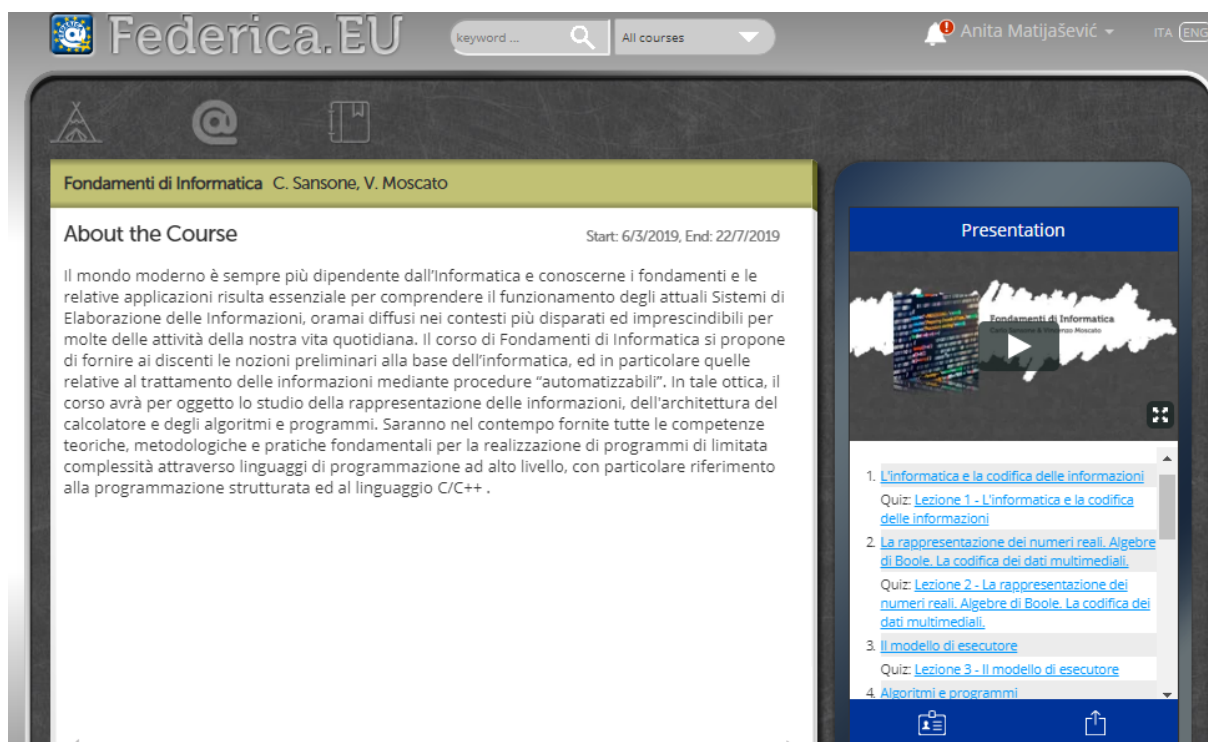 Federica.EU
keyword ...
All courses
Anita Matijašević
ITA ENG
@
Fondamenti di Informatica C. Sansone, V. Moscato
About the Course
Start: 6/3/2019, End: 22/7/2019
Il mondo moderno è sempre più dipendente dall'Informatica e conoscerne i fondamenti e le
relative applicazioni risulta essenziale per comprendere il funzionamento degli attuali Sistemi di
Elaborazione delle Informazioni, oramai diffusi nei contesti più disparati ed imprescindibili per
molte delle attività della nostra vita quotidiana. Il corso di Fondamenti di Informatica si propone
di fornire ai discenti le nozioni preliminari alla base dell'informatica, ed in particolare quelle
relative al trattamento delle informazioni mediante procedure “automatizzabili”. In tale ottica, il
corso avrà per oggetto lo studio della rappresentazione delle informazioni, dell'architettura del
calcolatore e degli algoritmi e programmi. Saranno nel contempo fornite tutte le competenze
teoriche, metodologiche e pratiche fondamentali per la realizzazione di programmi di limitata
complessità attraverso linguaggi di programmazione ad alto livello, con particolare riferimento
alla programmazione strutturata ed al linguaggio C/C++ .
Presentation
Fondamenti di Informatica
Carlo Sansone & Vincenzo Moscato
1. L'informatica e la codifica delle informazioni
Quiz: Lezione 1 - L'informatica e la codifica
delle informazioni
2. La rappresentazione dei numeri reali. Algebre
di Boole. La codifica dei dati multimediali.
Quiz: Lezione 2 - La rappresentazione dei
numeri reali. Algebre di Boole. La codifica dei
dati multimediali.
3. Il modello di esecutore
Quiz: Lezione 3 - Il modello di esecutore
4. Algoritmi e programmi